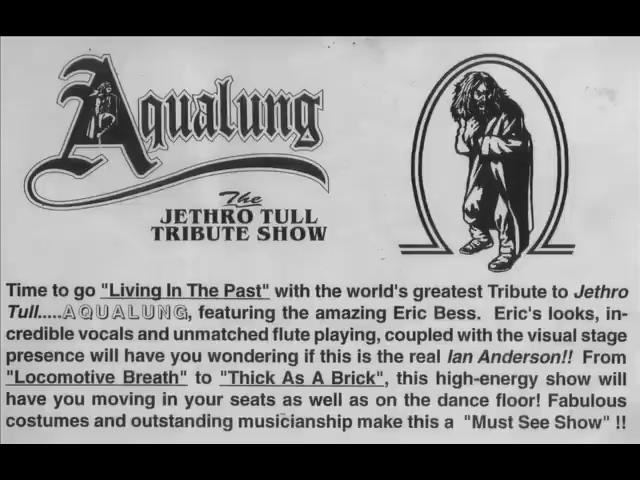 Aqualung
The
JETHRO TULL
TRIBUTE SHOW
Time to go "Living In The Past" with the world's greatest Tribute to Jethro
Tull.....AQUALUNG, featuring the amazing Eric Bess. Eric's looks, in-
credible vocals and unmatched flute playing, coupled with the visual stage
presence will have you wondering if this is the real Ian Anderson!! From
"Locomotive Breath" to "Thick As A Brick", this high-energy show will
have you moving in your seats as well as on the dance floor! Fabulous
costumes and outstanding musicianship make this a "Must See Show" !!